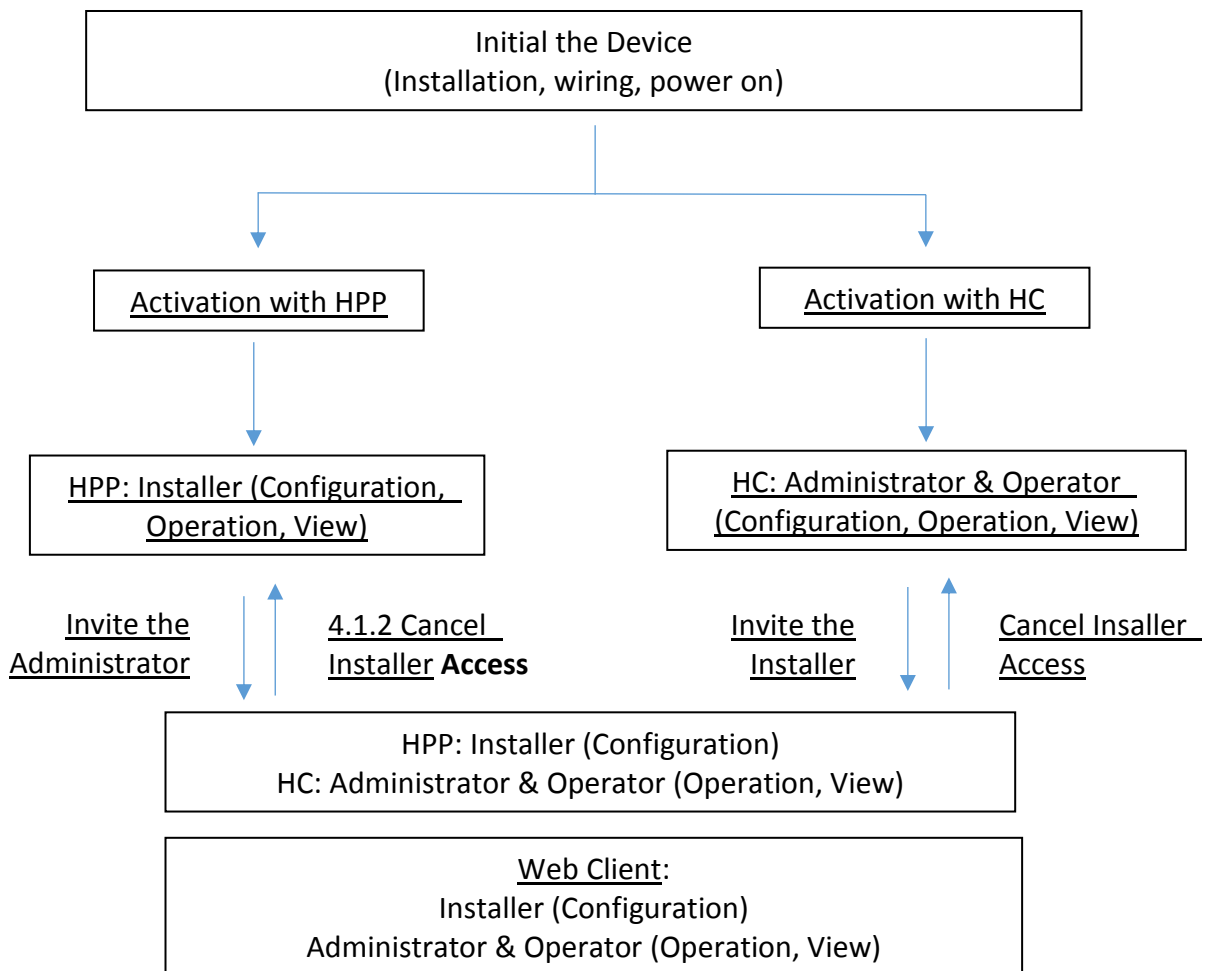 Initial the Device
(Installation, wiring, power on)
Activation with HPP
Activation with HC
HPP: Installer (Configuration,
Operation, View)
HC: Administrator & Operator
(Configuration, Operation, View)
Invite the
Administrator
4.1.2 Cancel
Installer Access
Invite the
Installer
Cancel Insaller
Access
HPP: Installer (Configuration)
HC: Administrator & Operator (Operation, View)
Web Client:
Installer (Configuration)
Administrator & Operator (Operation, View)